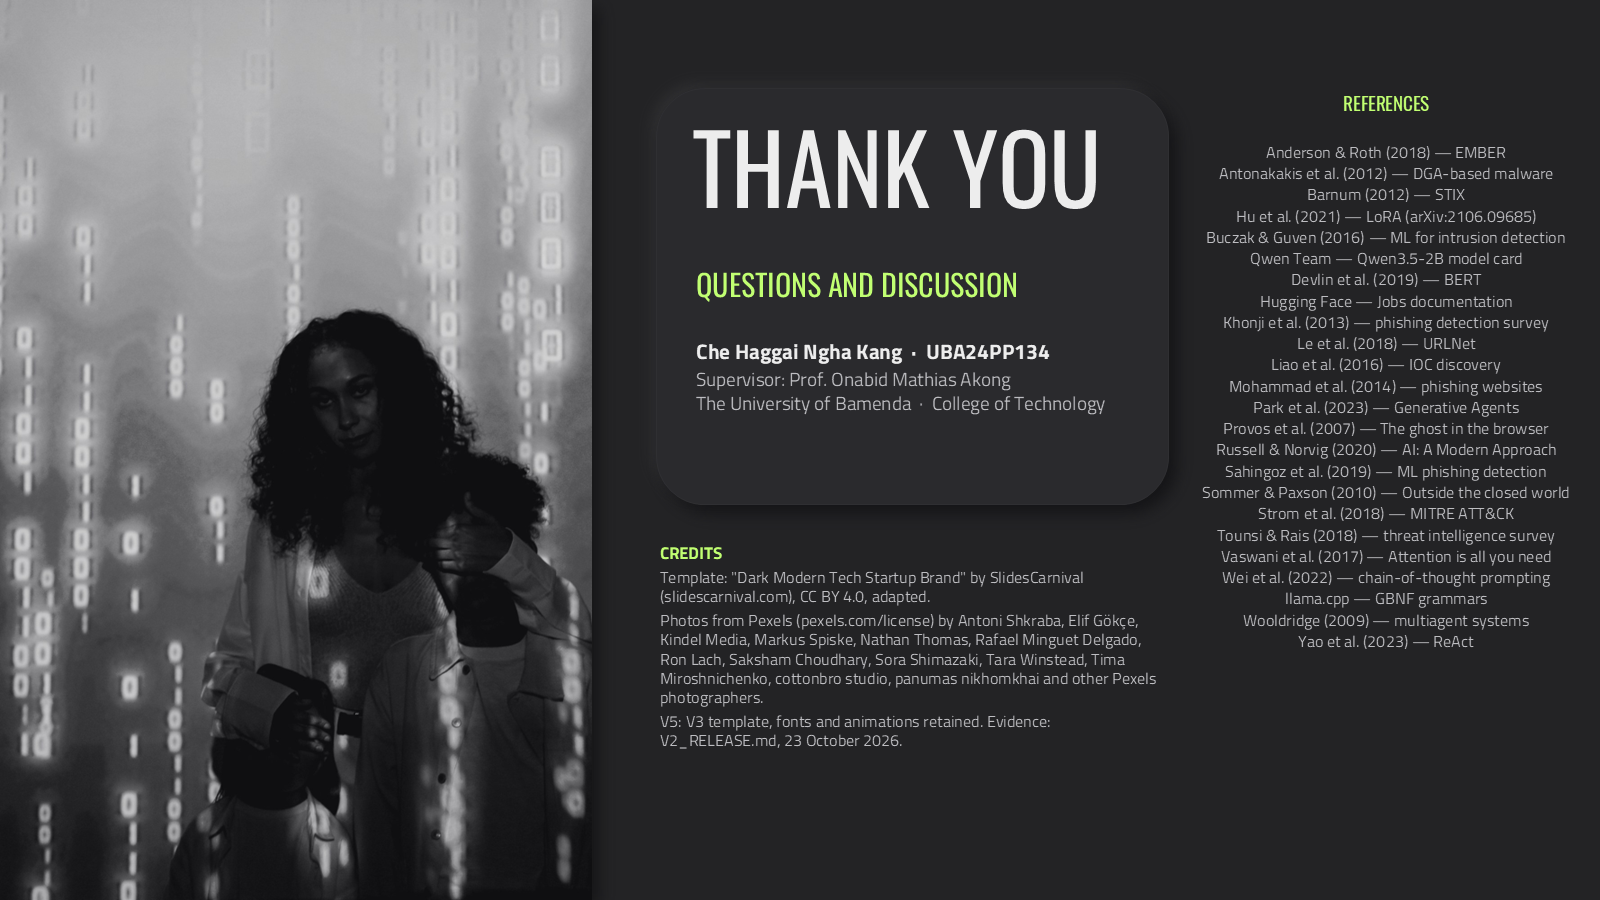 THANK YOU
QUESTIONS AND DISCUSSION
Che Haggai Ngha Kang · UBA24PP134
Supervisor: Prof. Onabid Mathias Akong
The University of Bamenda · College of Technology
CREDITS
Template: "Dark Modern Tech Startup Brand" by SlidesCarnival
(slidescarnival.com), CC BY 4.0, adapted.
Photos from Pexels (pexels.com/license) by Antoni Shkraba, Elif Gökçe,
Kindel Media, Markus Spiske, Nathan Thomas, Rafael Minguet Delgado,
Ron Lach, Saksham Choudhary, Sora Shimazaki, Tara Winstead, Tima
Miroshnichenko, cottonbro studio, panumas nikhomkhai and other Pexels
photographers.
V5: V3 template, fonts and animations retained. Evidence:
V2_RELEASE.md, 23 October 2026.
REFERENCES
Anderson & Roth (2018) — EMBER
Antonakakis et al. (2012) — DGA-based malware
Barnum (2012) — STIX
Hu et al. (2021) — LoRA (arXiv:2106.09685)
Buczak & Guven (2016) — ML for intrusion detection
Qwen Team — Qwen3.5-2B model card
Devlin et al. (2019) — BERT
Hugging Face — Jobs documentation
Khonji et al. (2013) — phishing detection survey
Le et al. (2018) — URLNet
Liao et al. (2016) — IOC discovery
Mohammad et al. (2014) — phishing websites
Park et al. (2023) — Generative Agents
Provos et al. (2007) — The ghost in the browser
Russell & Norvig (2020) — AI: A Modern Approach
Sahingoz et al. (2019) — ML phishing detection
Sommer & Paxson (2010) — Outside the closed world
Strom et al. (2018) — MITRE ATT&CK
Tounsi & Rais (2018) — threat intelligence survey
Vaswani et al. (2017) — Attention is all you need
Wei et al. (2022) — chain-of-thought prompting
llama.cpp — GBNF grammars
Wooldridge (2009) — multiagent systems
Yao et al. (2023) — ReAct